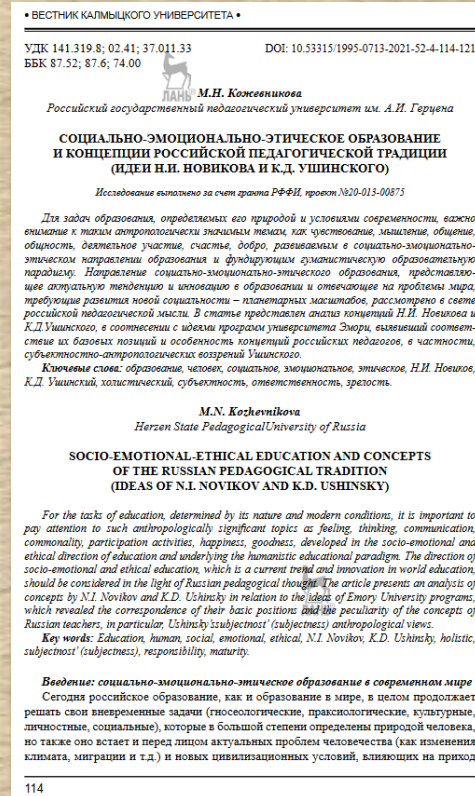 • ВЕСТНИК КАЛМЫЦКОГО УНИВЕРСИТЕТА •
УДК 141.319.8; 02.41; 37.011.33 DOI: 10.53315/1995-0713-2021-52-4-114-121
ББК 87.52; 87.6; 74.00
ЛАНЬ®
М.Н. Кожевникова
Российский государственный педагогический университет им. А.И. Герцена
СОЦИАЛЬНО-ЭМОЦИОНАЛЬНО-ЭТИЧЕСКОЕ ОБРАЗОВАНИЕ
И КОНЦЕПЦИИ РОССИЙСКОЙ ПЕДАГОГИЧЕСКОЙ ТРАДИЦИИ
(ИДЕИ Н.И. НОВИКОВА И К.Д. УШИНСКОГО)
Исследование выполнено за счет гранта РФФИ, проект №20-013-00875
Для задач образования, определяемых его природой и условиями современности, важно
внимание к таким антропологически значимым темам, как чувствование, мышление, общение,
общность, деятельное участие, счастье, добро, развиваемым в социально-эмоционально-
этическом направлении образования и фундирующим гуманистическую образовательную
парадигму. Направление социально-эмоционально-этического образования, представляю-
щее актуальную тенденцию и инновацию в образовании и отвечающее на проблемы мира,
требующие развития новой социальности – планетарных масштабов, рассмотрено в свете
российской педагогической мысли. В статье представлен анализ концепций Н.И. Новикова и
К.Д.Ушинского, в соотнесении с идеями программ университета Эмори, выявивший соответ-
ствие их базовых позиций и особенность концепций российских педагогов, в частности,
субъектностно-антропологических воззрений Ушинского.
Ключевые слова: образование, человек, социальное, эмоциональное, этическое, Н.И. Новиков,
К.Д. Ушинский, холистический, субъектность, ответственность, зрелость.
M.N. Kozhevnikova
Herzen State PedagogicalUniversity of Russia
SOCIO-EMOTIONAL-ETHICAL EDUCATION AND CONCEPTS
OF THE RUSSIAN PEDAGOGICAL TRADITION
(IDEAS OF N.I. NOVIKOV AND K.D. USHINSKY)
For the tasks of education, determined by its nature and modern conditions, it is important to
pay attention to such anthropologically significant topics as feeling, thinking, communication,
commonality, participation activities, happiness, goodness, developed in the socio-emotional and
ethical direction of education and underlying the humanistic educational paradigm. The direction of
socio-emotional and ethical education, which is a current trend and innovation in world education,
should be considered in the light of Russian pedagogical thought. The article presents an analysis of
concepts by N.I. Novikov and K.D. Ushinsky in relation to the ideas of Emory University programs,
which revealed the correspondence of their basic positions and the peculiarity of the concepts of
Russian teachers, in particular, Ushinsky'ssubjectnost' (subjectness) anthropological views.
Key words: Education, human, social, emotional, ethical, N.I. Novikov, K.D. Ushinsky, holistic,
subjectnost' (subjectness), responsibility, maturity.
Введение: социально-эмоционально-этическое образование в современном мире
Сегодня российское образование, как и образование в мире, в целом продолжает
решать свои вневременные задачи (гносеологические, праксиологические, культурные,
личностные, социальные), которые в большой степени определены природой человека,
но также оно встает и перед лицом актуальных проблем человечества (как изменения
климата, миграции и т.д.) и новых цивилизационных условий, влияющих на приход
114